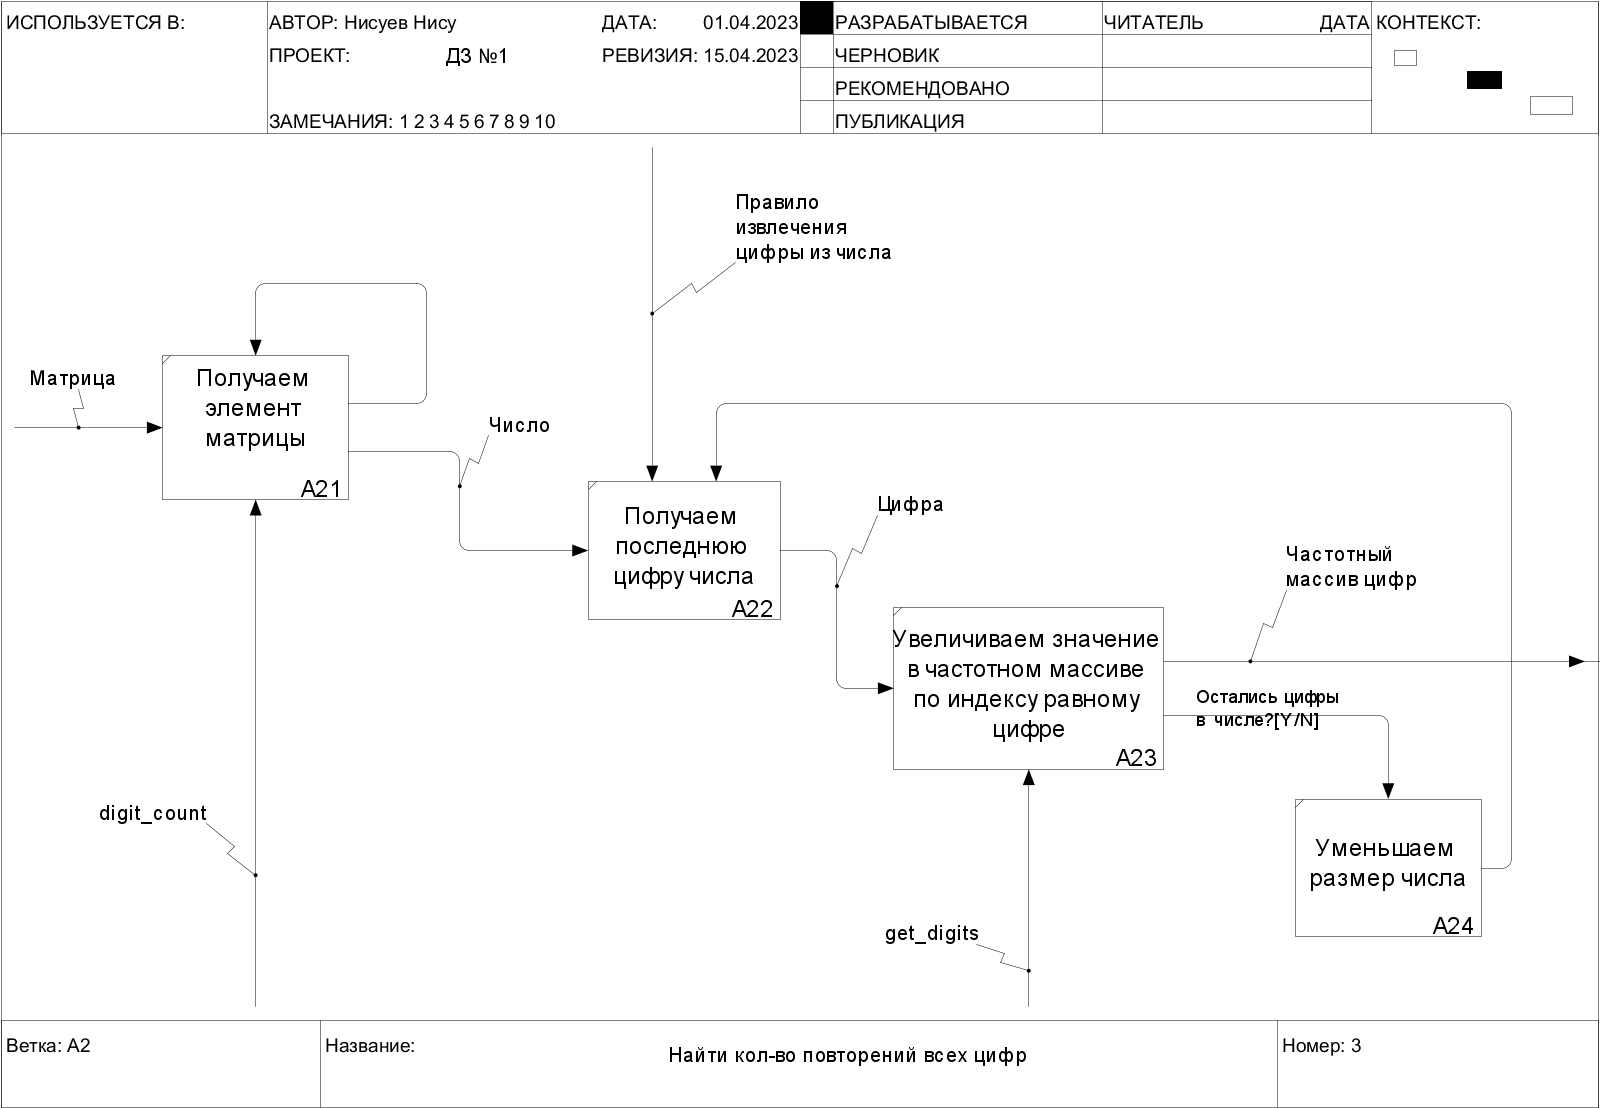 ИСПОЛЬЗУЕТСЯ В:
АВТОР: Нисуев Нису
ДАТА: 01.04.2023
ПРОЕКТ: ДЗ №1
РЕВИЗИЯ: 15.04.2023
ЗАМЕЧАНИЯ: 1 2 3 4 5 6 7 8 9 10
РАЗРАБАТЫВАЕТСЯ
ЧЕРНОВИК
РЕКОМЕНДОВАНО
ПУБЛИКАЦИЯ
ЧИТАТЕЛЬ
ДАТА
КОНТЕКСТ:
Правило
извлечения
цифры из числа
Матрица
Получаем
элемент
матрицы
A21
Число
Получаем
последнюю
цифру числа
A22
Цифра
Частотный
массив цифр
Увеличиваем значение
в частотном массиве
по индексу равному
цифре
A23
Остались цифры
в числе?[Y/N]
digit_count
Уменьшаем
размер числа
A24
get_digits
Ветка: A2
Название:
Найти кол-во повторений всех цифр
Номер: 3